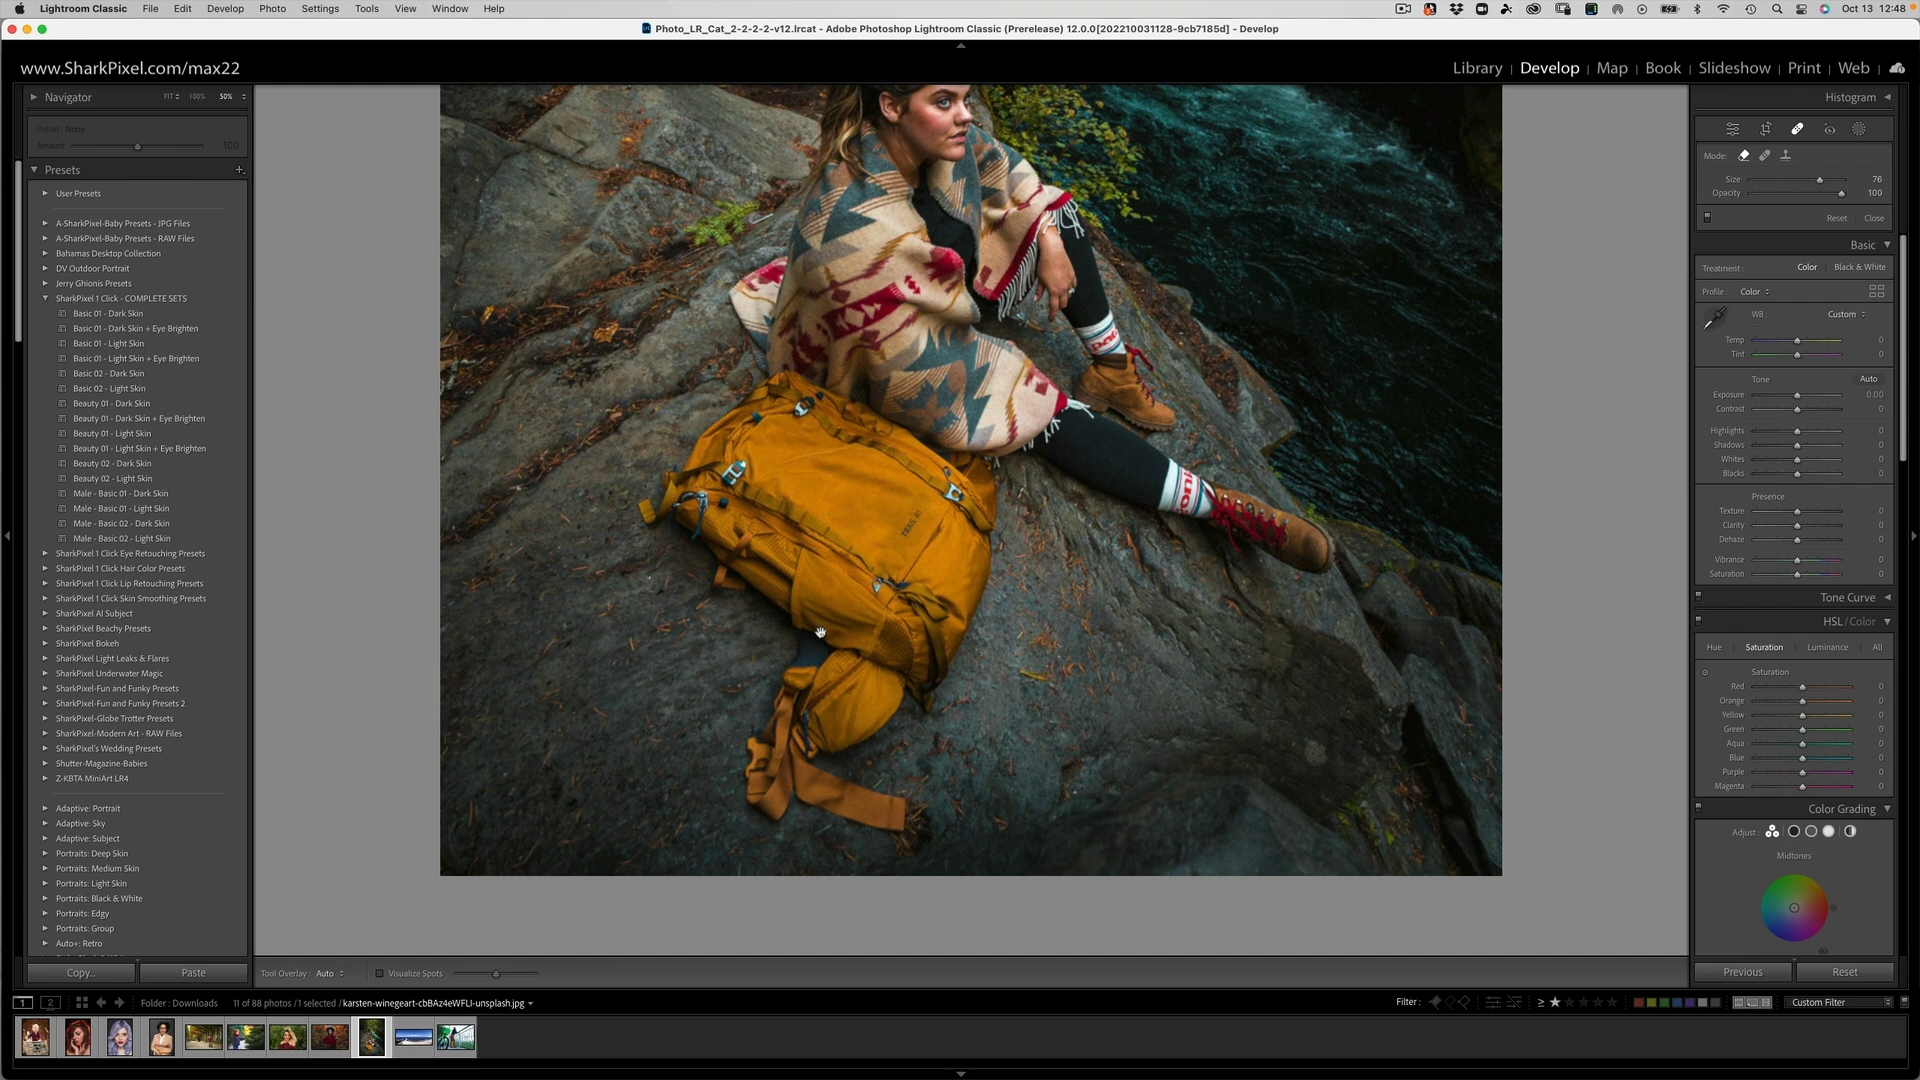 Lightroom Classic File Edit Develop Photo Settings Tools View Window Help Oct 13 12:48
Photo_LR_Cat_2-2-2-2-v12.lrcat - Adobe Photoshop Lightroom Classic (Prerelease) 12.0.0[202210031128-9cb7185d] - Develop
www.SharkPixel.com/max22
Library | Develop | Map | Book | Slideshow | Print | Web
Navigator FIT 100% 50%
Preset: None
Amount 100
Presets
User Presets
A-SharkPixel-Baby Presets - JPG Files
A-SharkPixel-Baby Presets - RAW Files
Bahamas Desktop Collection
DV Outdoor Portrait
Jerry Ghionis Presets
SharkPixel 1 Click - COMPLETE SETS
Basic 01 - Dark Skin
Basic 01 - Dark Skin + Eye Brighten
Basic 01 - Light Skin
Basic 01 - Light Skin + Eye Brighten
Basic 02 - Dark Skin
Basic 02 - Light Skin
Beauty 01 - Dark Skin
Beauty 01 - Dark Skin + Eye Brighten
Beauty 01 - Light Skin
Beauty 01 - Light Skin + Eye Brighten
Beauty 02 - Dark Skin
Beauty 02 - Light Skin
Male - Basic 01 - Dark Skin
Male - Basic 01 - Light Skin
Male - Basic 02 - Dark Skin
Male - Basic 02 - Light Skin
SharkPixel 1 Click Eye Retouching Presets
SharkPixel 1 Click Hair Color Presets
SharkPixel 1 Click Lip Retouching Presets
SharkPixel 1 Click Skin Smoothing Presets
SharkPixel AI Subject
SharkPixel Beachy Presets
SharkPixel Bokeh
SharkPixel Light Leaks & Flares
SharkPixel Underwater Magic
SharkPixel-Fun and Funky Presets
SharkPixel-Fun and Funky Presets 2
SharkPixel-Globe Trotter Presets
SharkPixel-Modern Art - RAW Files
SharkPixel's Wedding Presets
Shutter-Magazine-Babies
Z-KBTA MiniArt LR4
Adaptive: Portrait
Adaptive: Sky
Adaptive: Subject
Portraits: Deep Skin
Portraits: Medium Skin
Portraits: Light Skin
Portraits: Black & White
Portraits: Edgy
Portraits: Group
Auto+: Retro
Copy... Paste
TRAIL 40
Tool Overlay: Auto Visualize Spots
Histogram
Mode:
Size 76
Opacity 100
Reset Close
Basic
Treatment: Color | Black & White
Profile: Color
WB: Custom
Temp 0
Tint 0
Tone Auto
Exposure 0.00
Contrast 0
Highlights 0
Shadows 0
Whites 0
Blacks 0
Presence
Texture 0
Clarity 0
Dehaze 0
Vibrance 0
Saturation 0
Tone Curve
HSL / Color
Hue Saturation Luminance All
Saturation
Red 0
Orange 0
Yellow 0
Green 0
Aqua 0
Blue 0
Purple 0
Magenta 0
Color Grading
Adjust:
Midtones
Previous Reset
1 2 Folder: Downloads 11 of 88 photos /1 selected / karsten-winegeart-cbBAz4eWFLI-unsplash.jpg Filter: ≥ Custom Filter